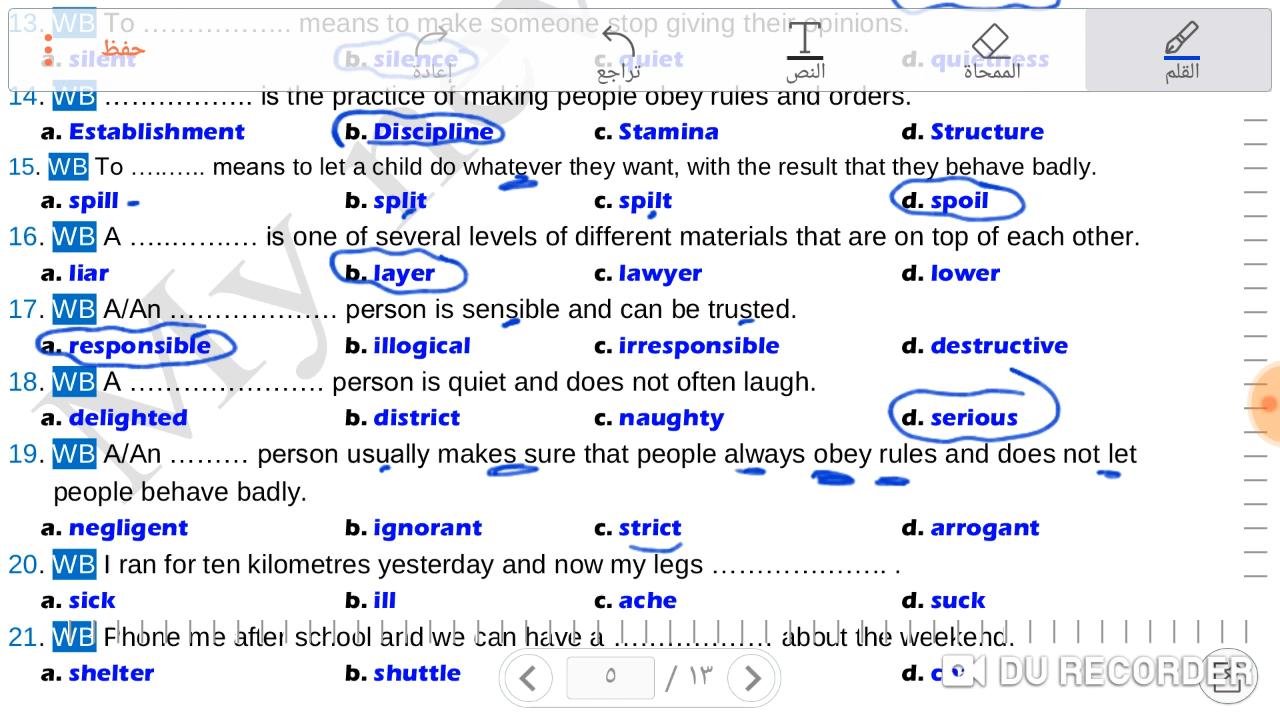 13. WB To ................. means to make someone stop giving their opinions.
a. silent b. silence c. quiet d. quietness
حفظ إعادة تراجع النص الممحاة القلم
14. WB ................. is the practice of making people obey rules and orders.
a. Establishment b. Discipline c. Stamina d. Structure
15. WB To ......... means to let a child do whatever they want, with the result that they behave badly.
a. spill b. split c. spilt d. spoil
16. WB A ............... is one of several levels of different materials that are on top of each other.
a. liar b. layer c. lawyer d. lower
17. WB A/An ................... person is sensible and can be trusted.
a. responsible b. illogical c. irresponsible d. destructive
18. WB A ...................... person is quiet and does not often laugh.
a. delighted b. district c. naughty d. serious
19. WB A/An ......... person usually makes sure that people always obey rules and does not let
people behave badly.
a. negligent b. ignorant c. strict d. arrogant
20. WB I ran for ten kilometres yesterday and now my legs .................... .
a. sick b. ill c. ache d. suck
21. WB Phone me after school and we can have a .................. about the weekend.
a. shelter b. shuttle d.
٥ / ١٣
DU RECORDER